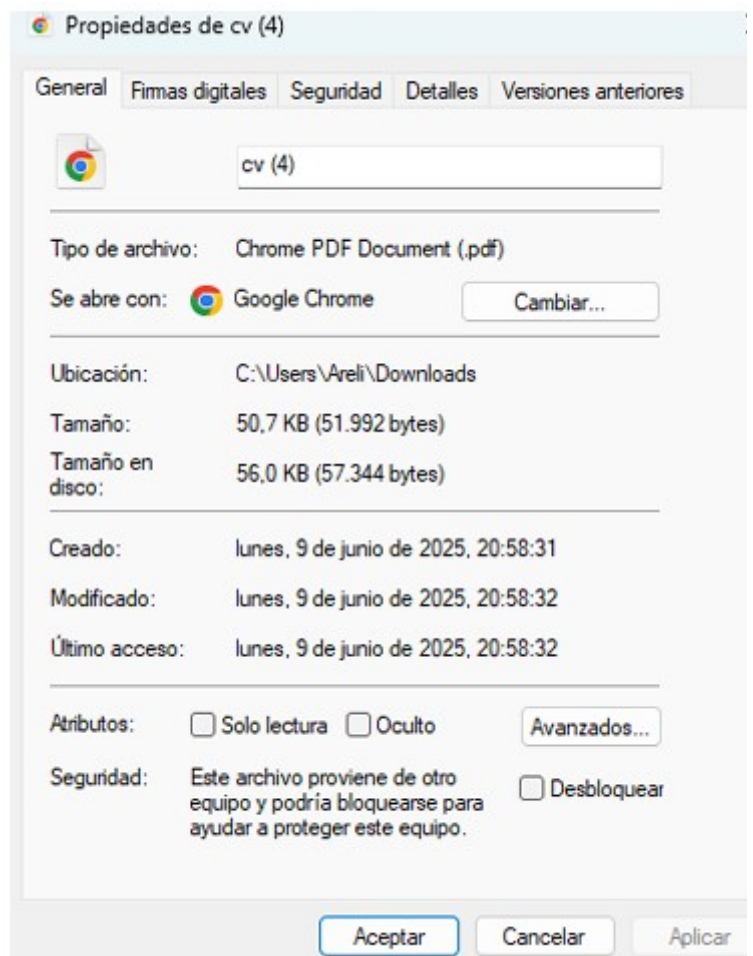 Propiedades de cv (4)
General Firmas digitales Seguridad Detalles Versiones anteriores
cv (4)
Tipo de archivo: Chrome PDF Document (.pdf)
Se abre con: Google Chrome Cambiar...
Ubicación: C:\Users\Areli\Downloads
Tamaño: 50,7 KB (51.992 bytes)
Tamaño en
disco: 56,0 KB (57.344 bytes)
Creado: lunes, 9 de junio de 2025, 20:58:31
Modificado: lunes, 9 de junio de 2025, 20:58:32
Último acceso: lunes, 9 de junio de 2025, 20:58:32
Atributos: Solo lectura Oculto Avanzados...
Seguridad: Este archivo proviene de otro
equipo y podría bloquearse para
ayudar a proteger este equipo.
Desbloquear
Aceptar Cancelar Aplicar